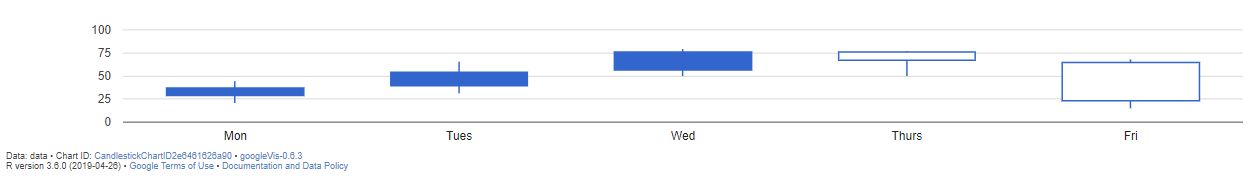 100
75
50
25
0
Mon Tues Wed Thurs Fri
Data: data • Chart ID: CandlestickChartID2e6461626a90 • googleVis-0.6.3
R version 3.6.0 (2019-04-26) • Google Terms of Use • Documentation and Data Policy